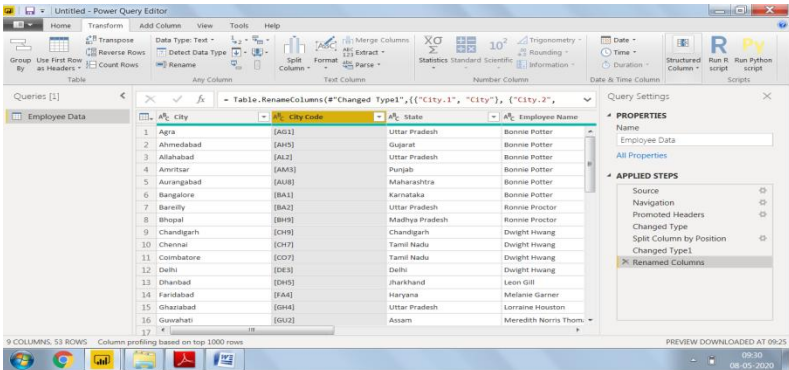 Untitled - Power Query Editor
Home Transform Add Column View Tools Help
Group By
Use First Row as Headers
Transpose
Reverse Rows
Count Rows
Table
Data Type: Text
Detect Data Type
Rename
Any Column
Split Column
Format
Merge Columns
Extract
Parse
Text Column
Statistics Standard Scientific
10²
Trigonometry
Rounding
Information
Number Column
Date
Time
Duration
Date & Time Column
Structured Column
Run R script
Run Python script
Scripts
Queries [1]
Employee Data
= Table.RenameColumns(#"Changed Type1",{{"City.1", "City"}, {"City.2",
City City Code State Employee Name
1 Agra [AG1] Uttar Pradesh Bonnie Potter
2 Ahmedabad [AH5] Gujarat Bonnie Potter
3 Allahabad [AL2] Uttar Pradesh Bonnie Potter
4 Amritsar [AM3] Punjab Bonnie Potter
5 Aurangabad [AU8] Maharashtra Bonnie Potter
6 Bangalore [BA1] Karnataka Bonnie Potter
7 Bareilly [BA2] Uttar Pradesh Ronnie Proctor
8 Bhopal [BH9] Madhya Pradesh Ronnie Proctor
9 Chandigarh [CH9] Chandigarh Dwight Hwang
10 Chennai [CH7] Tamil Nadu Dwight Hwang
11 Coimbatore [CO7] Tamil Nadu Dwight Hwang
12 Delhi [DE3] Delhi Dwight Hwang
13 Dhanbad [DH5] Jharkhand Leon Gill
14 Faridabad [FA4] Haryana Melanie Garner
15 Ghaziabad [GH4] Uttar Pradesh Lorraine Houston
16 Guwahati [GU2] Assam Meredith Norris Thom
17
Query Settings
PROPERTIES
Name
Employee Data
All Properties
APPLIED STEPS
Source
Navigation
Promoted Headers
Changed Type
Split Column by Position
Changed Type1
Renamed Columns
9 COLUMNS, 53 ROWS Column profiling based on top 1000 rows
PREVIEW DOWNLOADED AT 09:25
09:30
08-05-2020